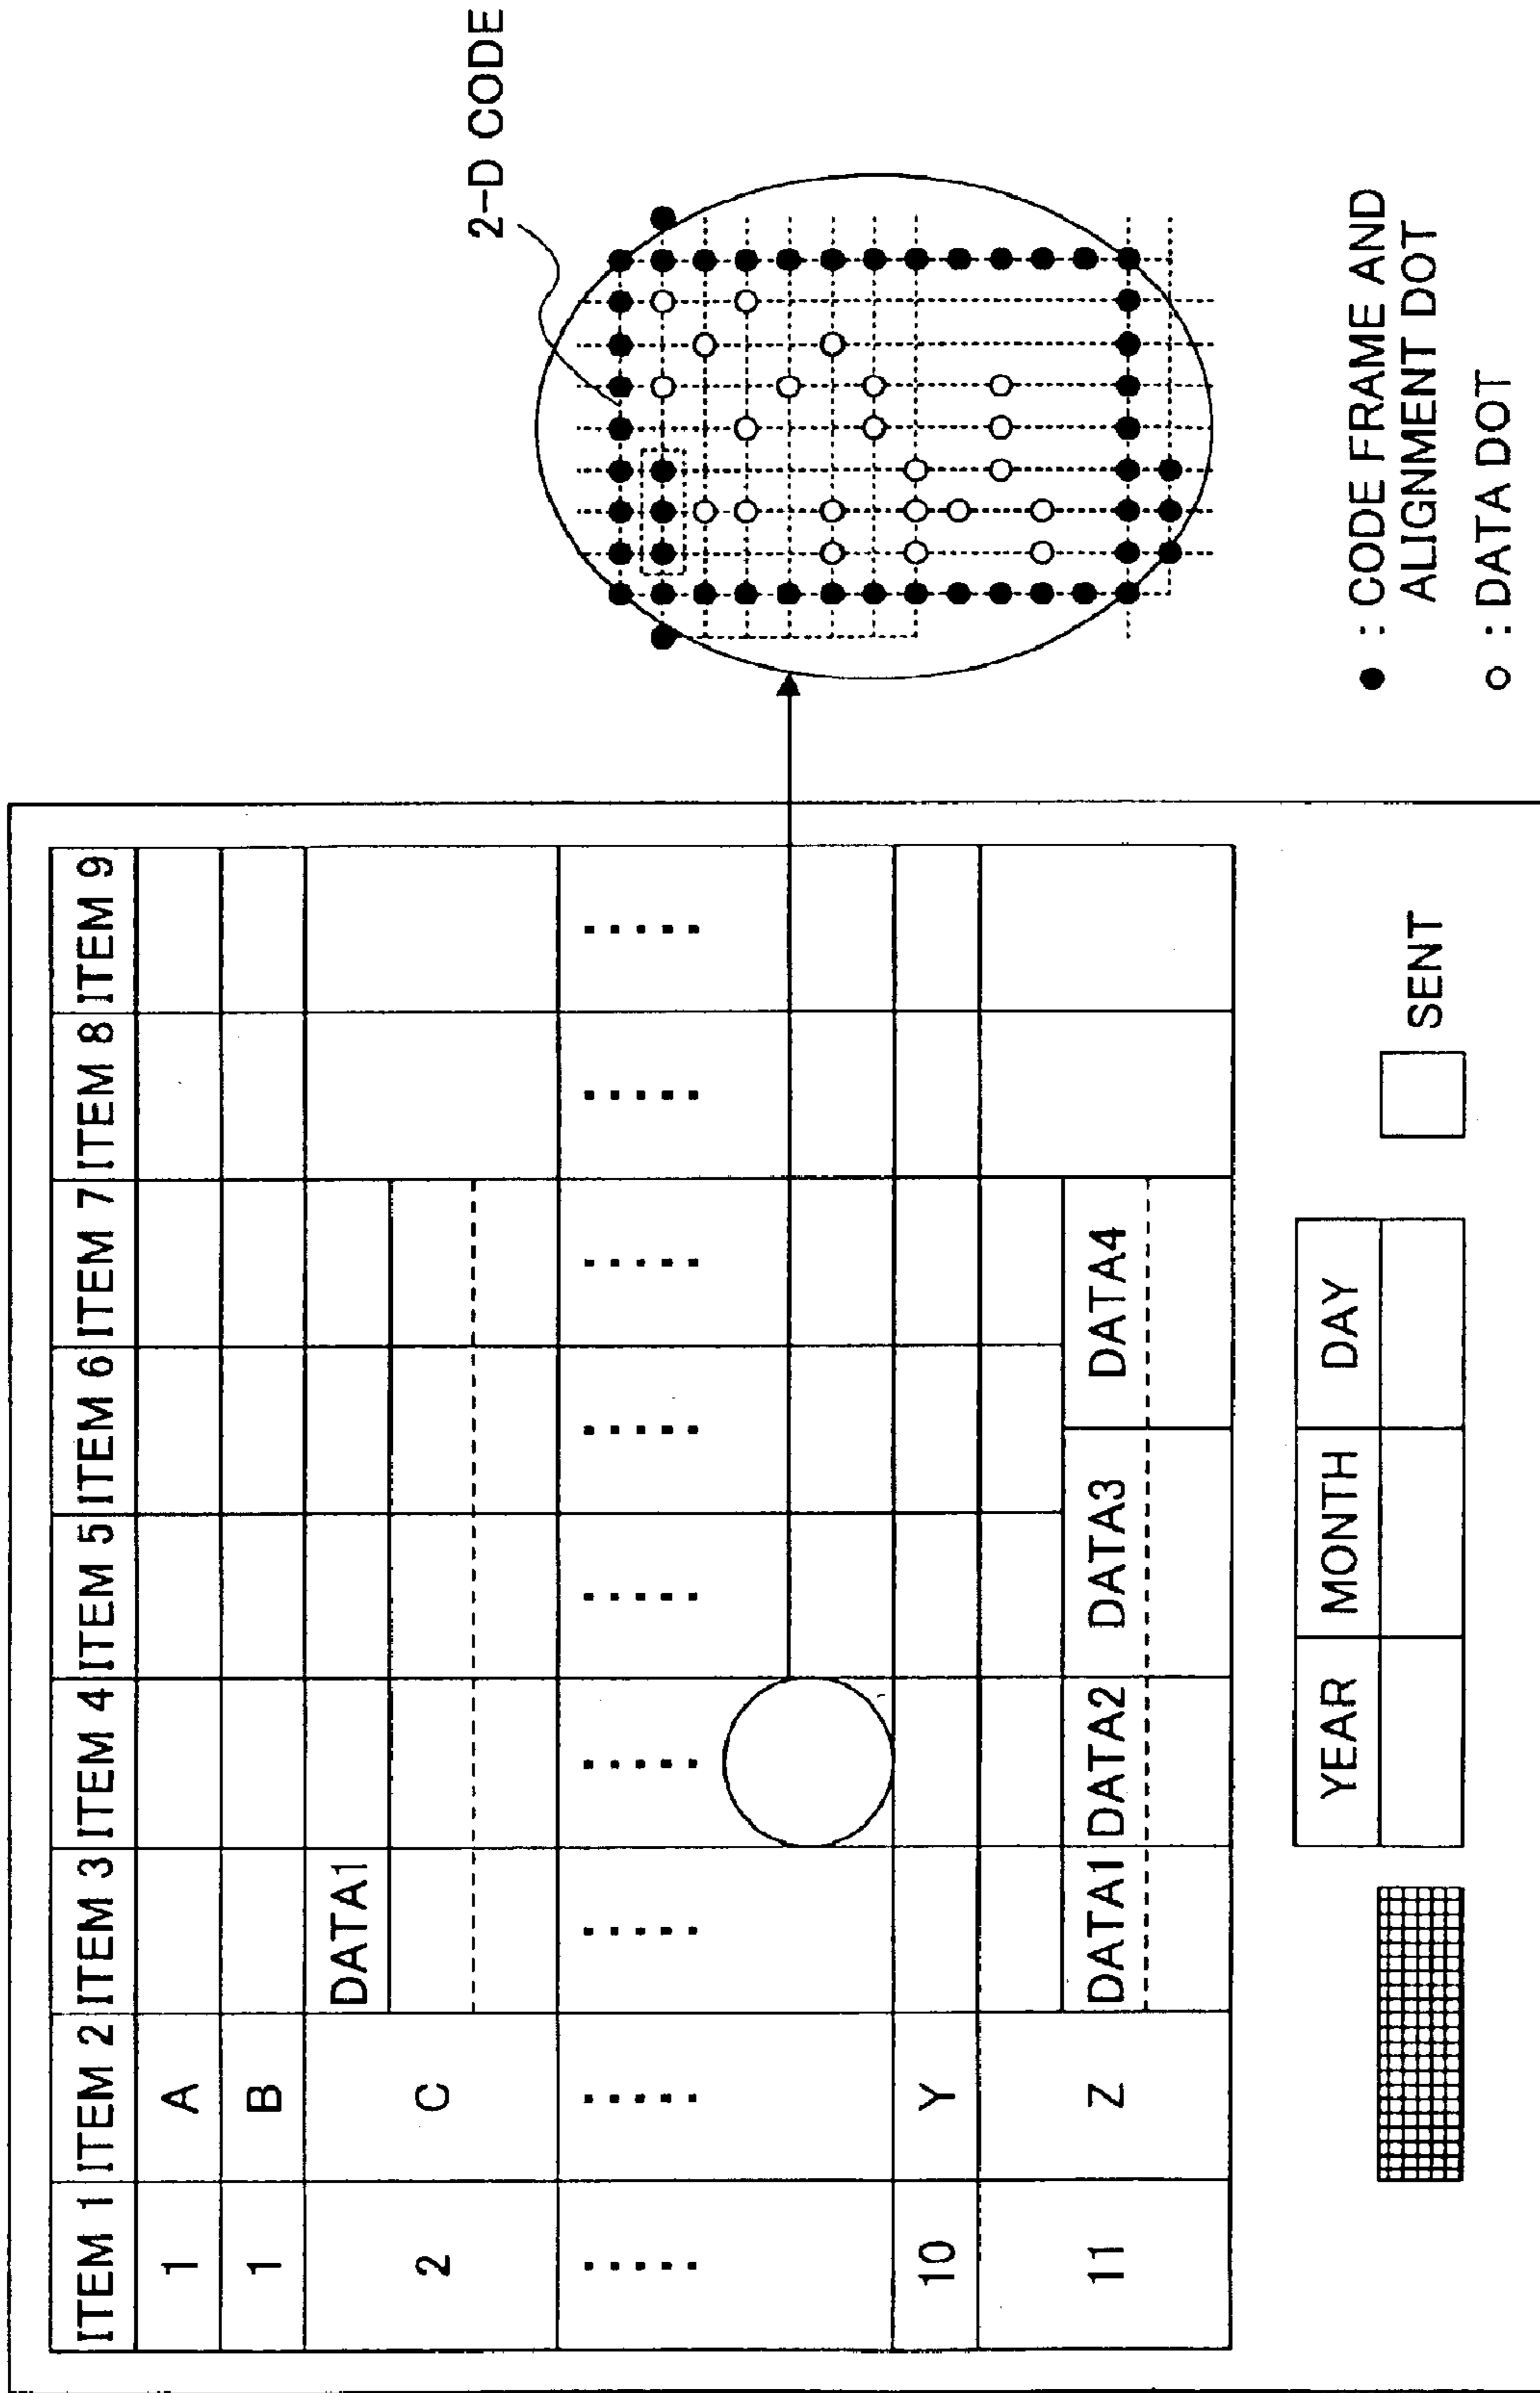 2-D CODE
ITEM 1 ITEM 2 ITEM 3 ITEM 4 ITEM 5 ITEM 6 ITEM 7 ITEM 8 ITEM 9
1 A
1 B
2 C DATA1
..... ..... ..... ..... ..... ..... ..... ..... .....
10 Y
11 Z DATA1 DATA2 DATA3 DATA4
YEAR MONTH DAY
SENT
● : CODE FRAME AND
ALIGNMENT DOT
○ : DATA DOT